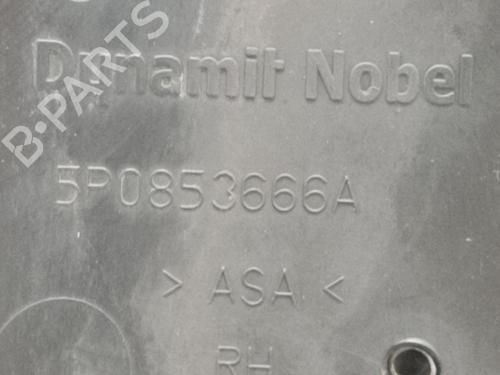 Dynamit Nobel
B-PARTS
5P0853666A
> ASA <
RH